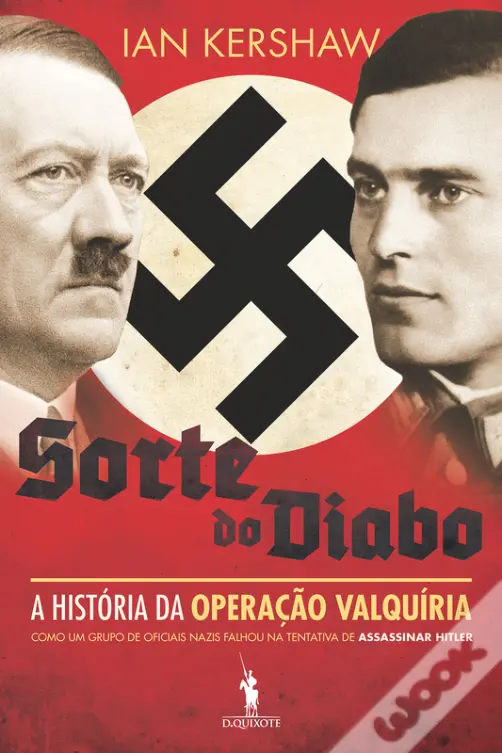 IAN KERSHAW
Sorte
do Diabo
A HISTÓRIA DA OPERAÇÃO VALQUÍRIA
COMO UM GRUPO DE OFICIAIS NAZIS FALHOU NA TENTATIVA DE ASSASSINAR HITLER
D.QUIXOTE
WOOK